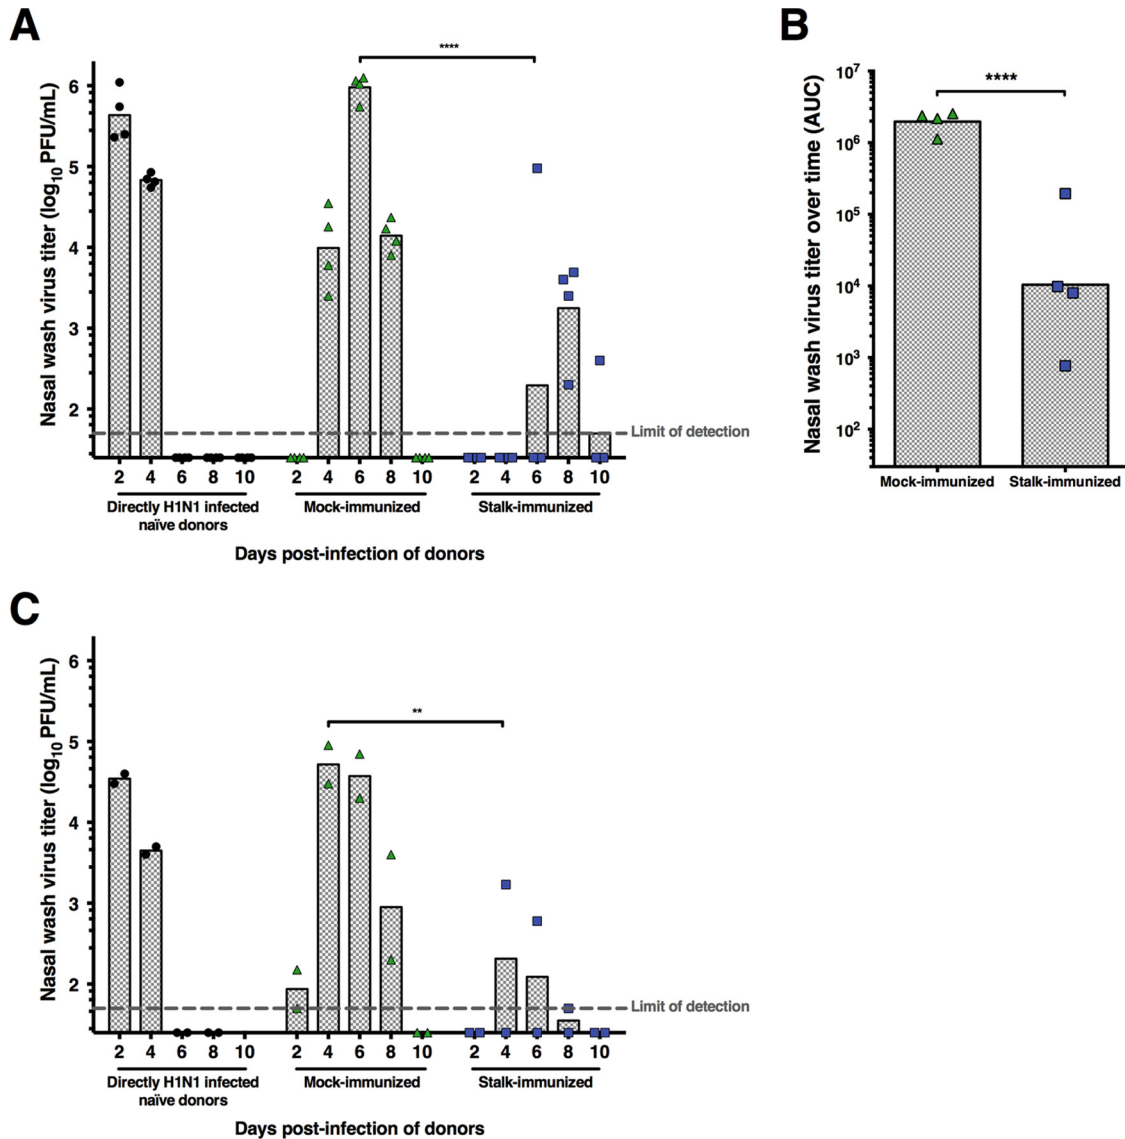 A
Nasal wash virus titer (log10 PFU/mL)
6
5
4
3
2
****
Limit of detection
2 4 6 8 10 2 4 6 8 10 2 4 6 8 10
Directly H1N1 infected
naïve donors
Mock-immunized
Stalk-immunized
Days post-infection of donors
B
Nasal wash virus titer over time (AUC)
10^7
10^6
10^5
10^4
10^3
10^2
****
Mock-immunized Stalk-immunized
C
Nasal wash virus titer (log10 PFU/mL)
6
5
4
3
2
**
Limit of detection
2 4 6 8 10 2 4 6 8 10 2 4 6 8 10
Directly H1N1 infected
naïve donors
Mock-immunized
Stalk-immunized
Days post-infection of donors